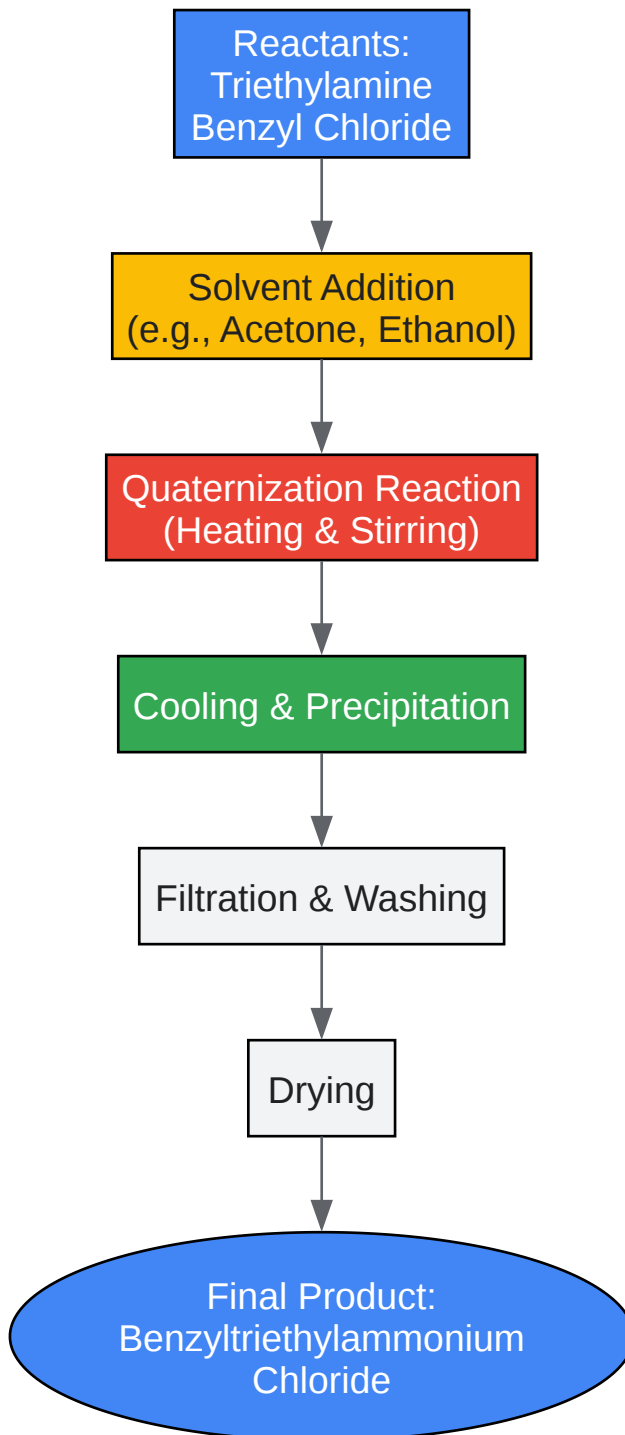 Reactants:
Triethylamine
Benzyl Chloride
Solvent Addition
(e.g., Acetone, Ethanol)
Quaternization Reaction
(Heating & Stirring)
Cooling & Precipitation
Filtration & Washing
Drying
Final Product:
Benzyltriethylammonium
Chloride